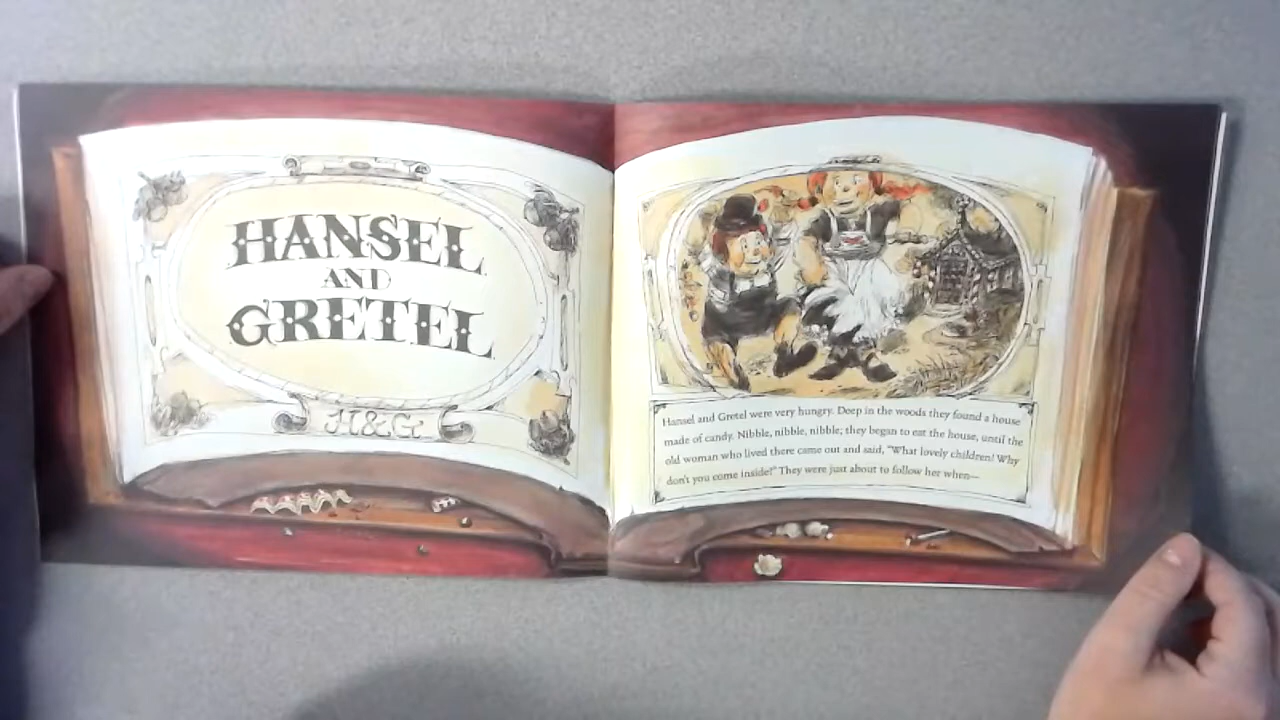 HANSEL
AND
GRETEL
H&G
Hansel and Gretel were very hungry. Deep in the woods they found a house
made of candy. Nibble, nibble, nibble; they began to eat the house, until the
old woman who lived there came out and said, "What lovely children! Why
don't you come inside?" They were just about to follow her when—